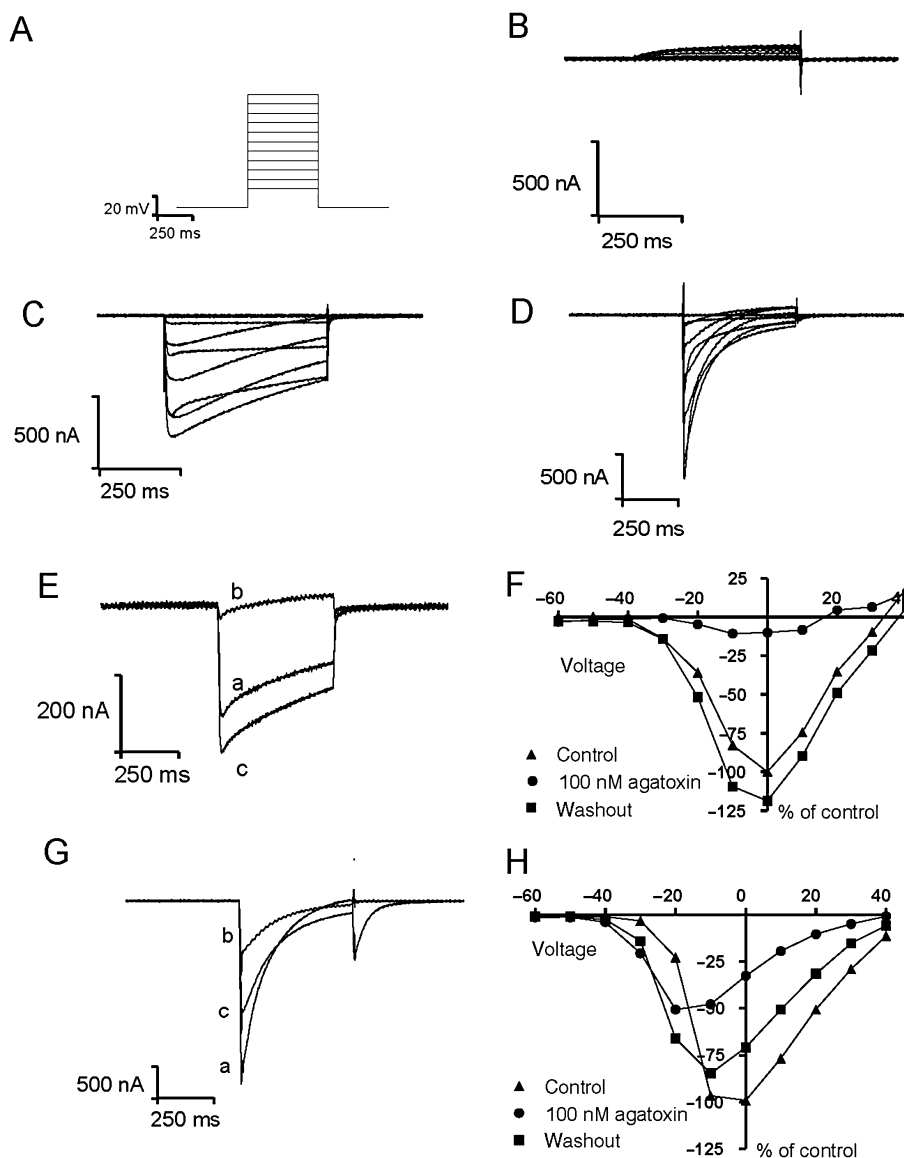 A
20 mV
250 ms
B
500 nA
250 ms
C
500 nA
250 ms
D
500 nA
250 ms
E
b
a
c
200 nA
250 ms
F
25
−60 −40 −20 20
−25
−50
−75
−100
−125
Voltage
Control
100 nM agatoxin
Washout
% of control
G
b
c
a
500 nA
250 ms
H
−60 −40 −20 0 20 40
−25
−50
−75
−100
−125
Voltage
Control
100 nM agatoxin
Washout
% of control